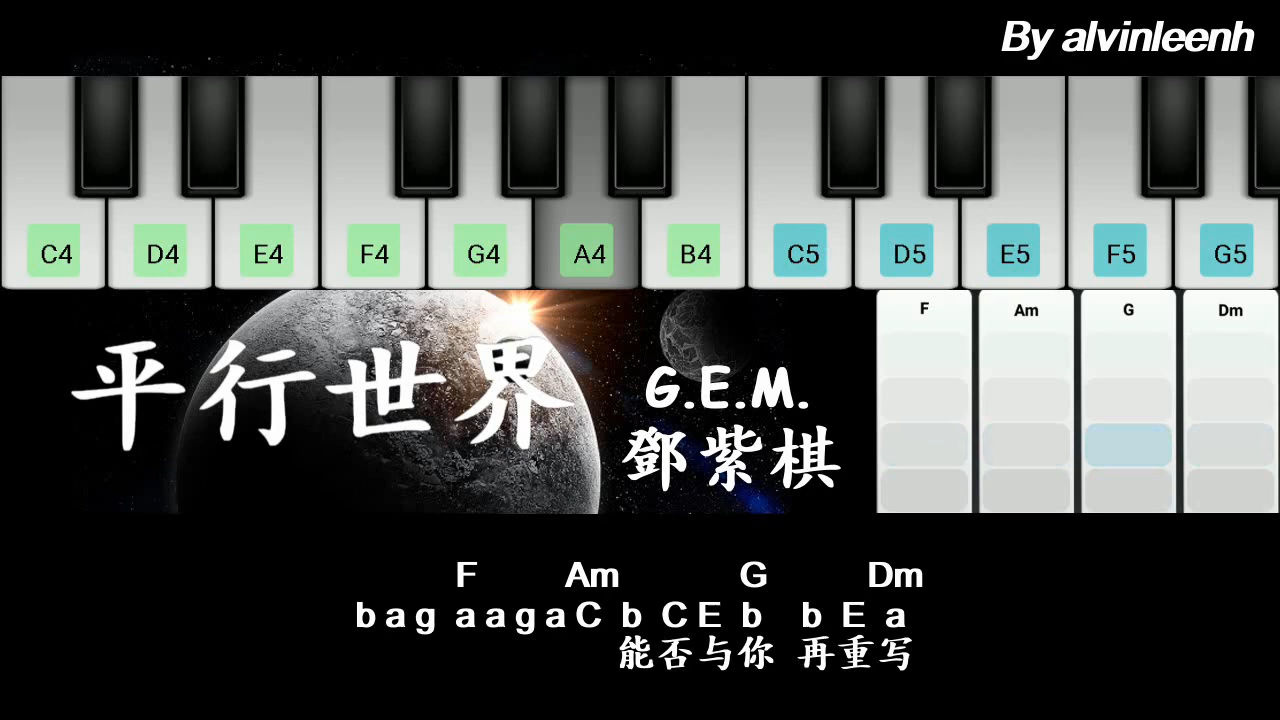 By alvinleenh
C4 D4 E4 F4 G4 A4 B4 C5 D5 E5 F5 G5
F Am G Dm
平行世界
G.E.M.
鄧紫棋
F Am G Dm
b a g a a g a C b C E b b E a
能否与你 再重写